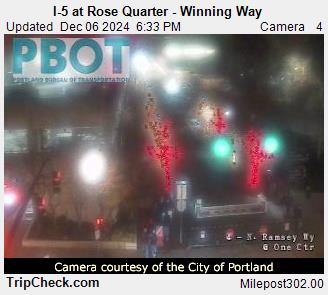 I-5 at Rose Quarter - Winning Way
Updated Dec 06 2024 6:33 PM Camera 4
PBOT
PORTLAND BUREAU OF TRANSPORTATION
4 - N. Ramsey Wy
@ One Ctr
Camera courtesy of the City of Portland
TripCheck.com Milepost302.00